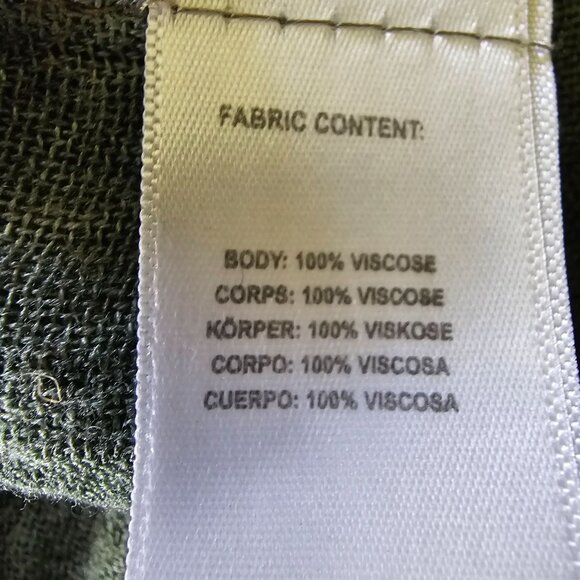 FABRIC CONTENT:
BODY: 100% VISCOSE
CORPS: 100% VISCOSE
KÖRPER: 100% VISKOSE
CORPO: 100% VISCOSA
CUERPO: 100% VISCOSA